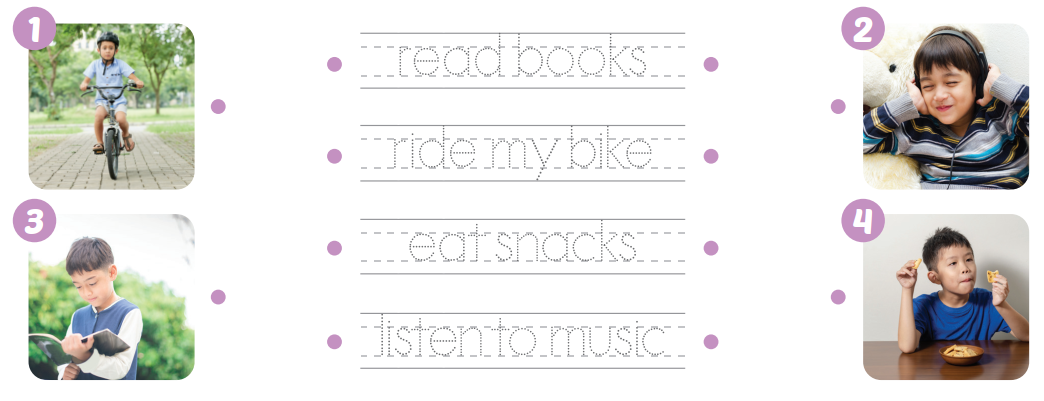 1
read books
2
ride my bike
3
eat snacks
4
listen to music